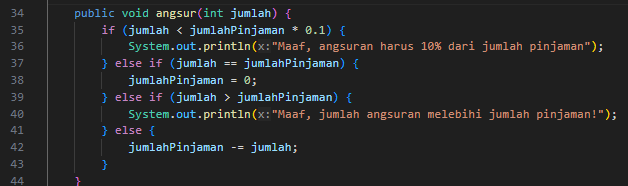 34 public void angsur(int jumlah) {
35 if (jumlah < jumlahPinjaman * 0.1) {
36 System.out.println(x:"Maaf, angsuran harus 10% dari jumlah pinjaman");
37 } else if (jumlah == jumlahPinjaman) {
38 jumlahPinjaman = 0;
39 } else if (jumlah > jumlahPinjaman) {
40 System.out.println(x:"Maaf, jumlah angsuran melebihi jumlah pinjaman!");
41 } else {
42 jumlahPinjaman -= jumlah;
43 }
44 }